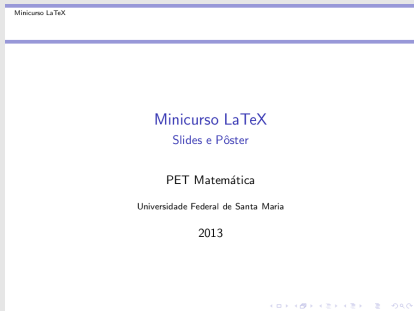 Minicurso LaTeX
Minicurso LaTeX
Slides e Pôster
PET Matemática
Universidade Federal de Santa Maria
2013